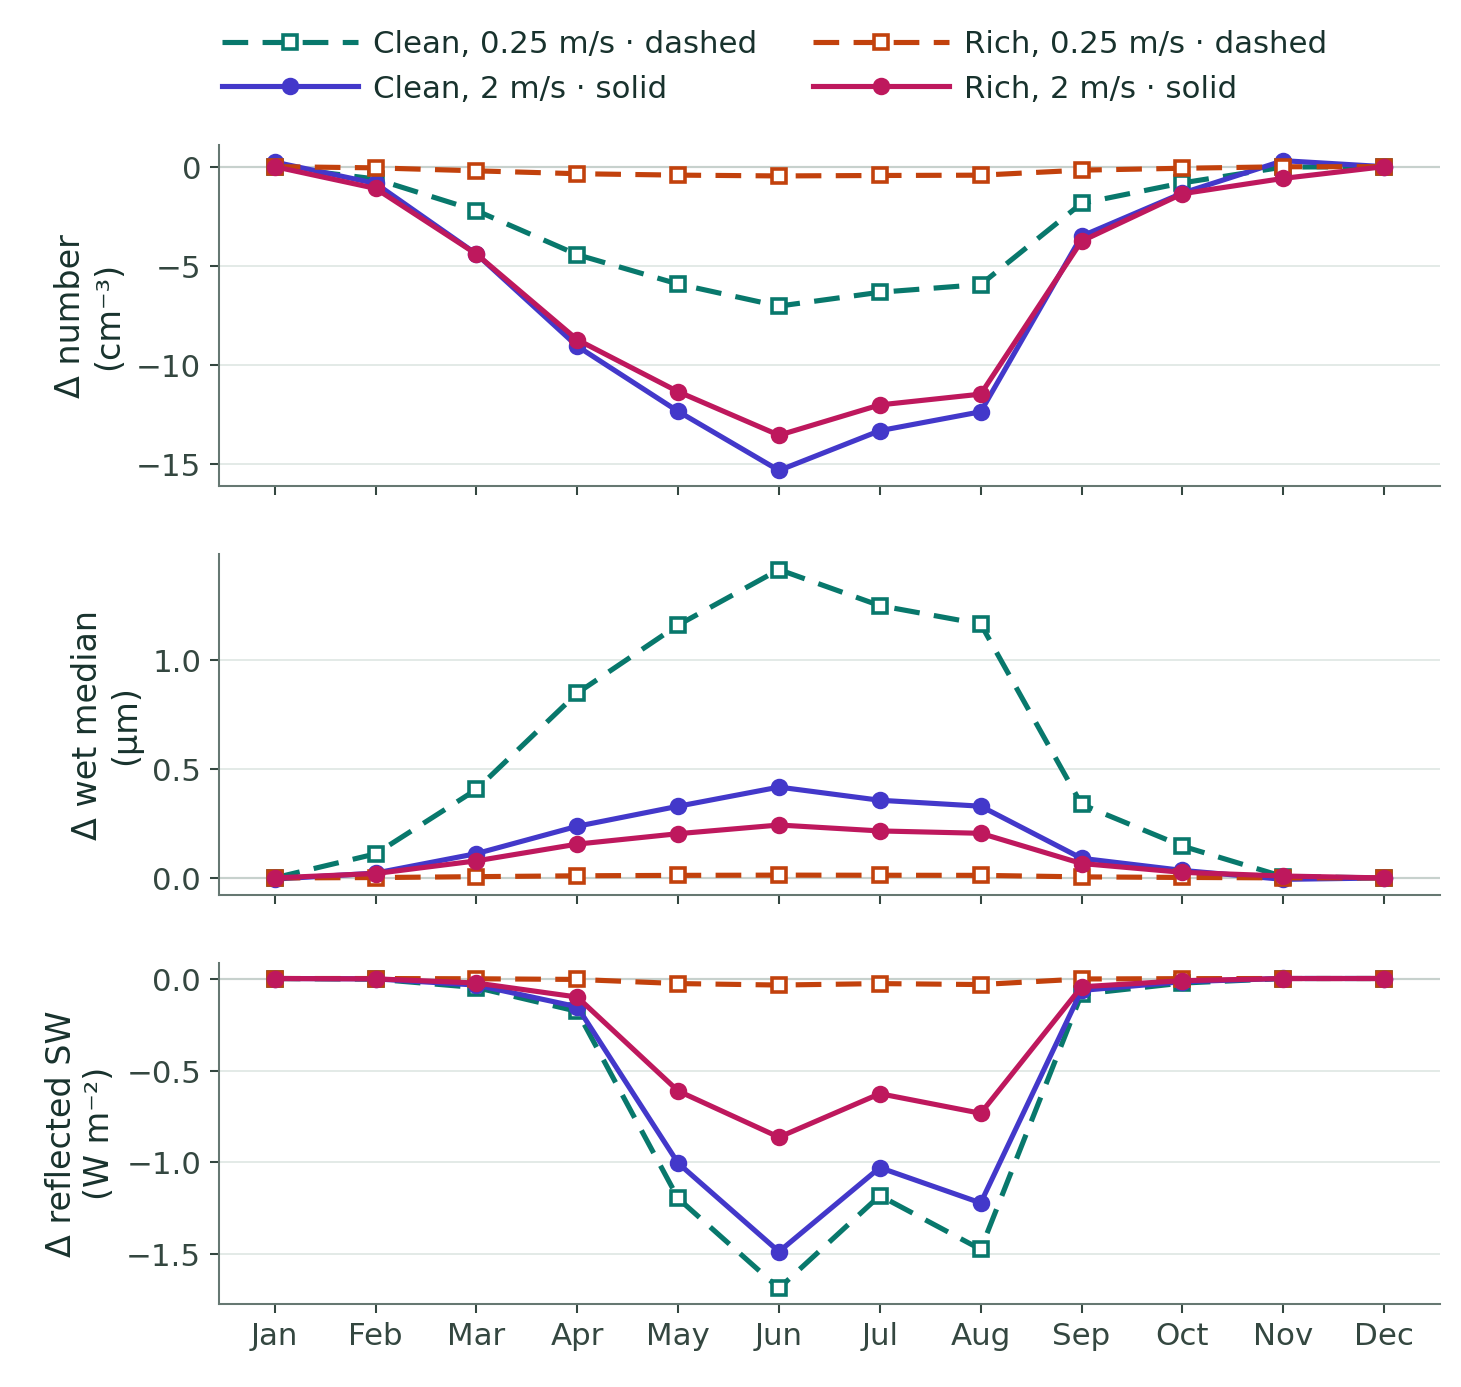 Clean, 0.25 m/s · dashed
Rich, 0.25 m/s · dashed
Clean, 2 m/s · solid
Rich, 2 m/s · solid
Δ number
(cm⁻³)
0
−5
−10
−15
Δ wet median
(μm)
1.0
0.5
0.0
Δ reflected SW
(W m⁻²)
0.0
−0.5
−1.0
−1.5
Jan Feb Mar Apr May Jun Jul Aug Sep Oct Nov Dec